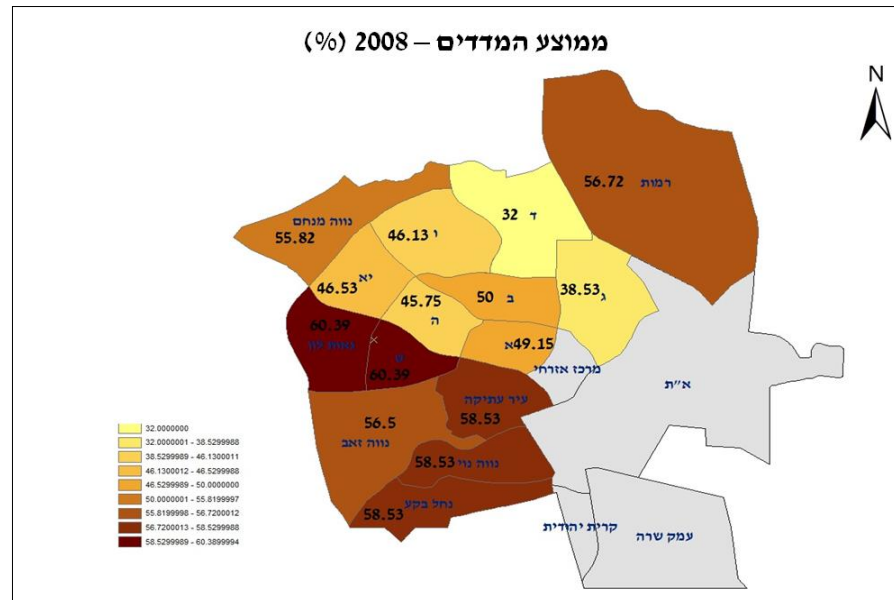 ממוצע המדדים – 2008 (%)
N
רמות
56.72
ד 32
נווה מנחם
55.82
י 46.13
יא
46.53
45.75
ה
ב 50
ג 38.53
א 49.15
60.39
60.39
מרכז אזרחי
א"ת
עיר עתיקה
58.53
56.5
נווה זאב
נווה נוי 58.53
נחל בקע
58.53
קרית יהודית
עמק שרה
32.0000000
32.0000001 - 38.5299988
38.5299989 - 46.1300011
46.1300012 - 46.5299988
46.5299989 - 50.0000000
50.0000001 - 55.8199997
55.8199998 - 56.7200012
56.7200013 - 58.5299988
58.5299989 - 60.3899994